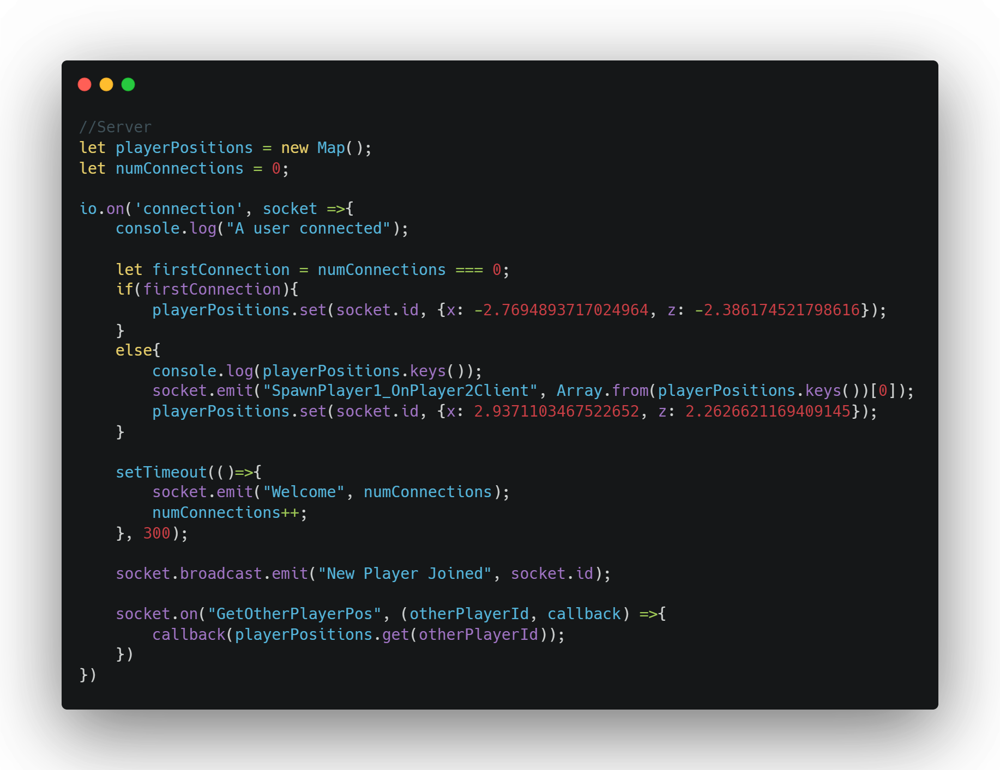 //Server
let playerPositions = new Map();
let numConnections = 0;

io.on('connection', socket =>{
    console.log("A user connected");

    let firstConnection = numConnections === 0;
    if(firstConnection){
        playerPositions.set(socket.id, {x: -2.7694893717024964, z: -2.386174521798616});
    }
    else{
        console.log(playerPositions.keys());
        socket.emit("SpawnPlayer1_OnPlayer2Client", Array.from(playerPositions.keys())[0]);
        playerPositions.set(socket.id, {x: 2.9371103467522652, z: 2.2626621169409145});
    }

    setTimeout(()=>{
        socket.emit("Welcome", numConnections);
        numConnections++;
    }, 300);

    socket.broadcast.emit("New Player Joined", socket.id);

    socket.on("GetOtherPlayerPos", (otherPlayerId, callback) =>{
        callback(playerPositions.get(otherPlayerId));
    })
})